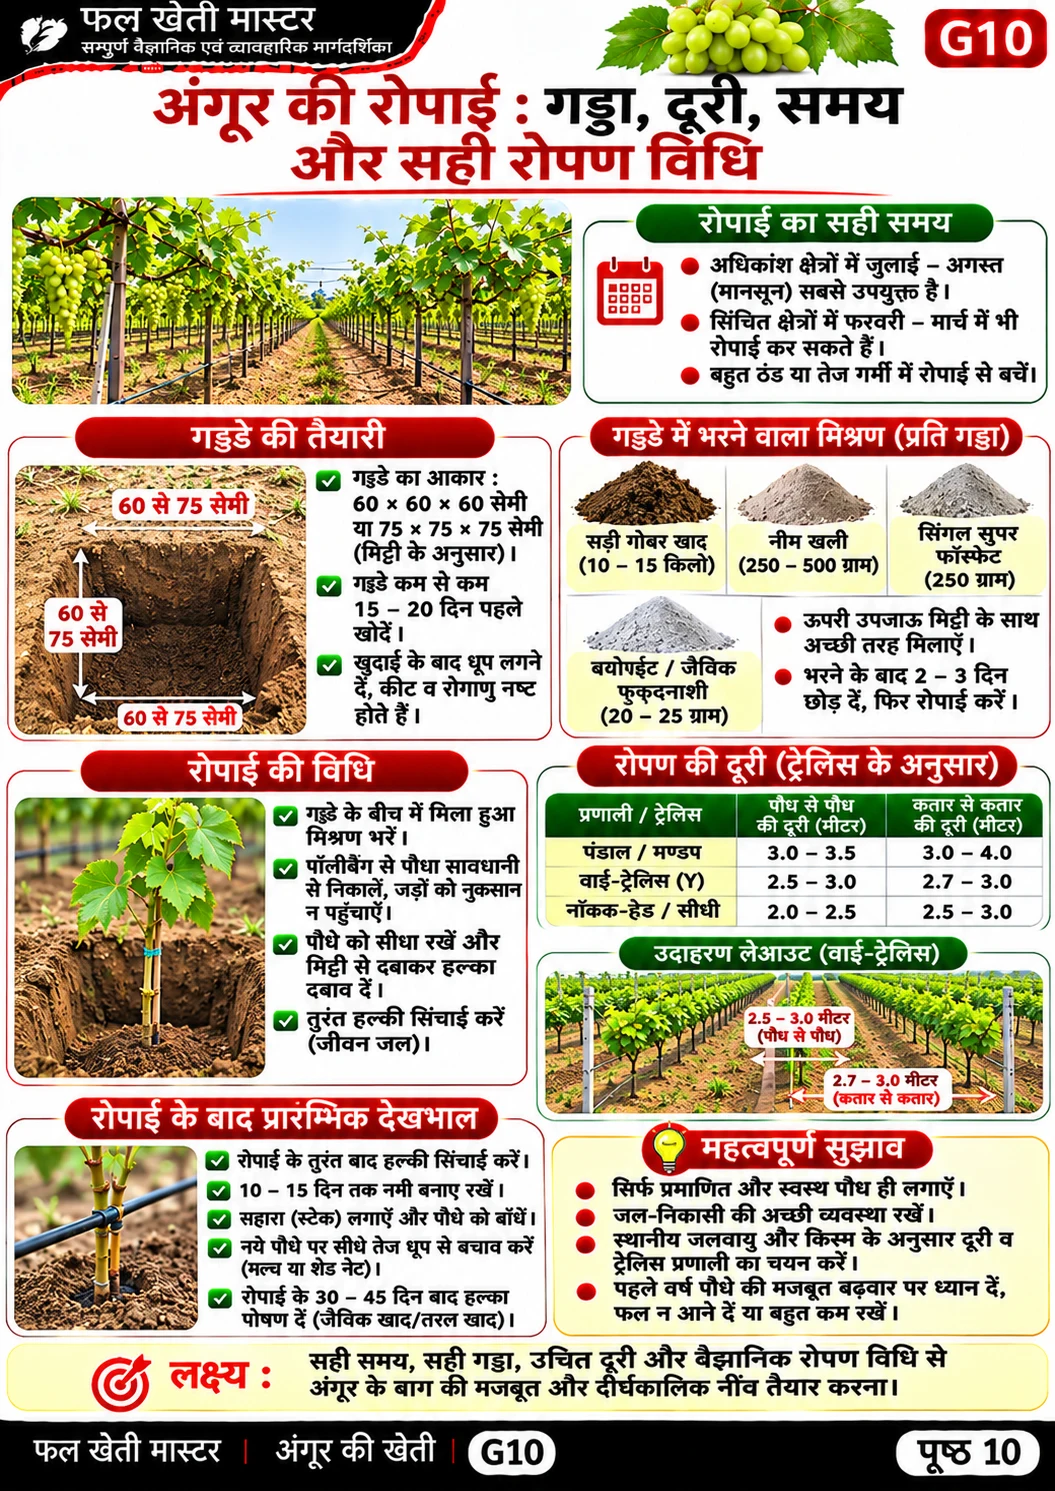 फल खेती मास्टर
सम्पुर्ण वैज्ञानिक एवं व्यावहारिक मार्गदर्शिका
G10
अंगूर की रोपाई : गड्डा, दूरी, समय
और सही रोपण विधि
रोपाई का सही समय
अधिकांश क्षेत्रों में जुलाई – अगस्त
(मानसून) सबसे उपयुक्त है।
सिंचित क्षेत्रों में फरवरी – मार्च में भी
रोपाई कर सकते हैं।
बहुत ठंड या तेज गर्मी में रोपाई से बचें।
गड्डे की तैयारी
60 से 75 सेमी
60 से
75 सेमी
60 से 75 सेमी
गड्डे का आकार :
60 × 60 × 60 सेमी
या 75 × 75 × 75 सेमी
(मिट्टी के अनुसार)।
गड्डे कम से कम
15 – 20 दिन पहले
खोदें।
खुदाई के बाद धूप लगने
दें, कीट व रोगाणु नष्ट
होते हैं।
गड्डे में भरने वाला मिश्रण (प्रति गड्डा)
सड़ी गोबर खाद
(10 – 15 किलो)
नीम खली
(250 – 500 ग्राम)
सिंगल सुपर
फॉस्फेट
(250 ग्राम)
/ जैविक
(20 – 25 ग्राम)
ऊपरी उपजाऊ मिट्टी के साथ
अच्छी तरह मिलाएँ।
भरने के बाद 2 – 3 दिन
छोड़ दें, फिर रोपाई करें।
रोपाई की विधि
गड्डे के बीच में मिला हुआ
मिश्रण भरें।
पॉलीबैग से पौधा सावधानी
से निकालें, जड़ों को नुकसान
न पहुंचाएँ।
पौधे को सीधा रखें और
मिट्टी से दबाकर हल्का
दबाव दें।
तुरंत हल्की सिंचाई करें
(जीवन जल)।
रोपण की दूरी (ट्रेलिस के अनुसार)
प्रणाली / ट्रेलिस
पौध से पौध
की दूरी (मीटर)
कतार से कतार
की दूरी (मीटर)
पंडाल / मण्डप 3.0 – 3.5 3.0 – 4.0
वाई-ट्रेलिस (Y) 2.5 – 3.0 2.7 – 3.0
नॉकक-हेड / सीधी 2.0 – 2.5 2.5 – 3.0
उदाहरण लेआउट (वाई-ट्रेलिस)
2.5 – 3.0 मीटर
(पौध से पौध)
2.7 – 3.0 मीटर
(कतार से कतार)
रोपाई के बाद प्रारंम्भिक देखभाल
रोपाई के तुरंत बाद हल्की सिंचाई करें।
10 – 15 दिन तक नमी बनाए रखें।
सहारा (स्टेक) लगाएँ और पौधे को बाँधें।
नये पौधे पर सीधे तेज धूप से बचाव करें
(मल्च या शेड नेट)।
रोपाई के 30 – 45 दिन बाद हल्का
पोषण दें (जैविक खाद/तरल खाद)।
महत्वपूर्ण सुझाव
सिर्फ प्रमाणित और स्वस्थ पौध ही लगाएँ।
जल-निकासी की अच्छी व्यवस्था रखें।
स्थानीय जलवायु और किस्म के अनुसार दूरी व
ट्रेलिस प्रणाली का चयन करें।
पहले वर्ष पौधे की मजबूत बढ़वार पर ध्यान दें,
फल न आने दें या बहुत कम रखें।
लक्ष्य :
सही समय, सही गड्डा, उचित दूरी और वैज्ञानिक रोपण विधि से
अंगूर के बाग की मजबूत और दीर्घकालिक नींव तैयार करना।
फल खेती मास्टर | अंगूर की खेती | G10
पृष्ठ 10